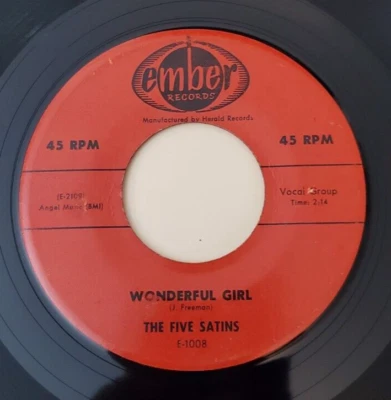 ember
RECORDS
Manufactured by Herald Records
45 RPM
45 RPM
Angel Music (BMI)
Vocal Group
Time: 2:14
WONDERFUL GIRL
(J. Freeman)
THE FIVE SATINS
E-1008